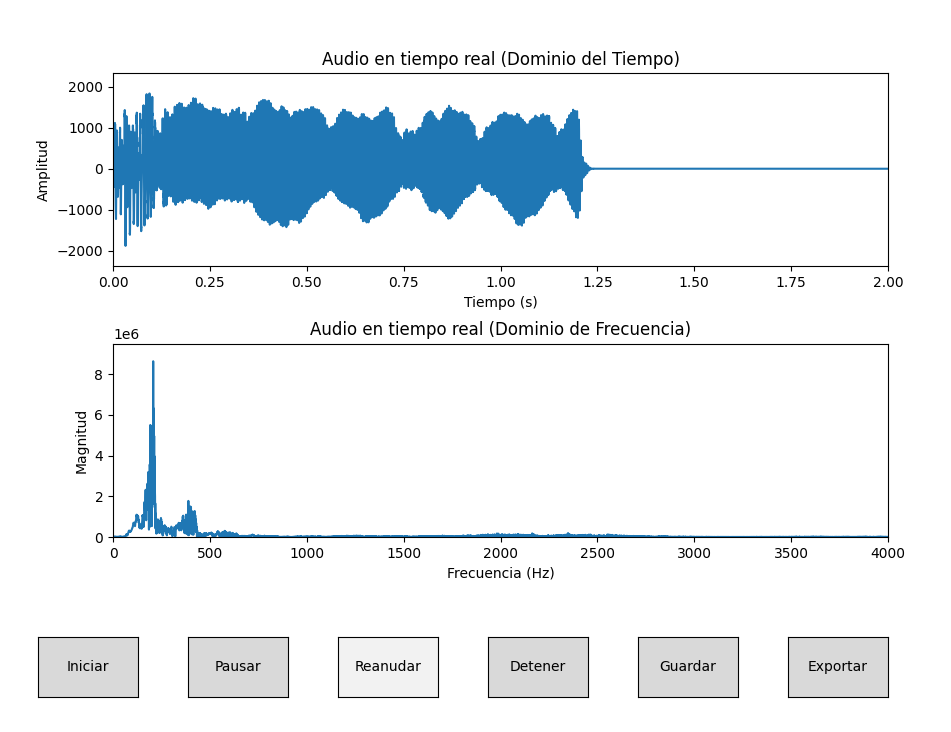 Audio en tiempo real (Dominio del Tiempo)
2000
1000
0
−1000
−2000
Amplitud
0.00 0.25 0.50 0.75 1.00 1.25 1.50 1.75 2.00
Tiempo (s)
Audio en tiempo real (Dominio de Frecuencia)
1e6
8
6
4
2
0
Magnitud
0 500 1000 1500 2000 2500 3000 3500 4000
Frecuencia (Hz)
Iniciar Pausar Reanudar Detener Guardar Exportar